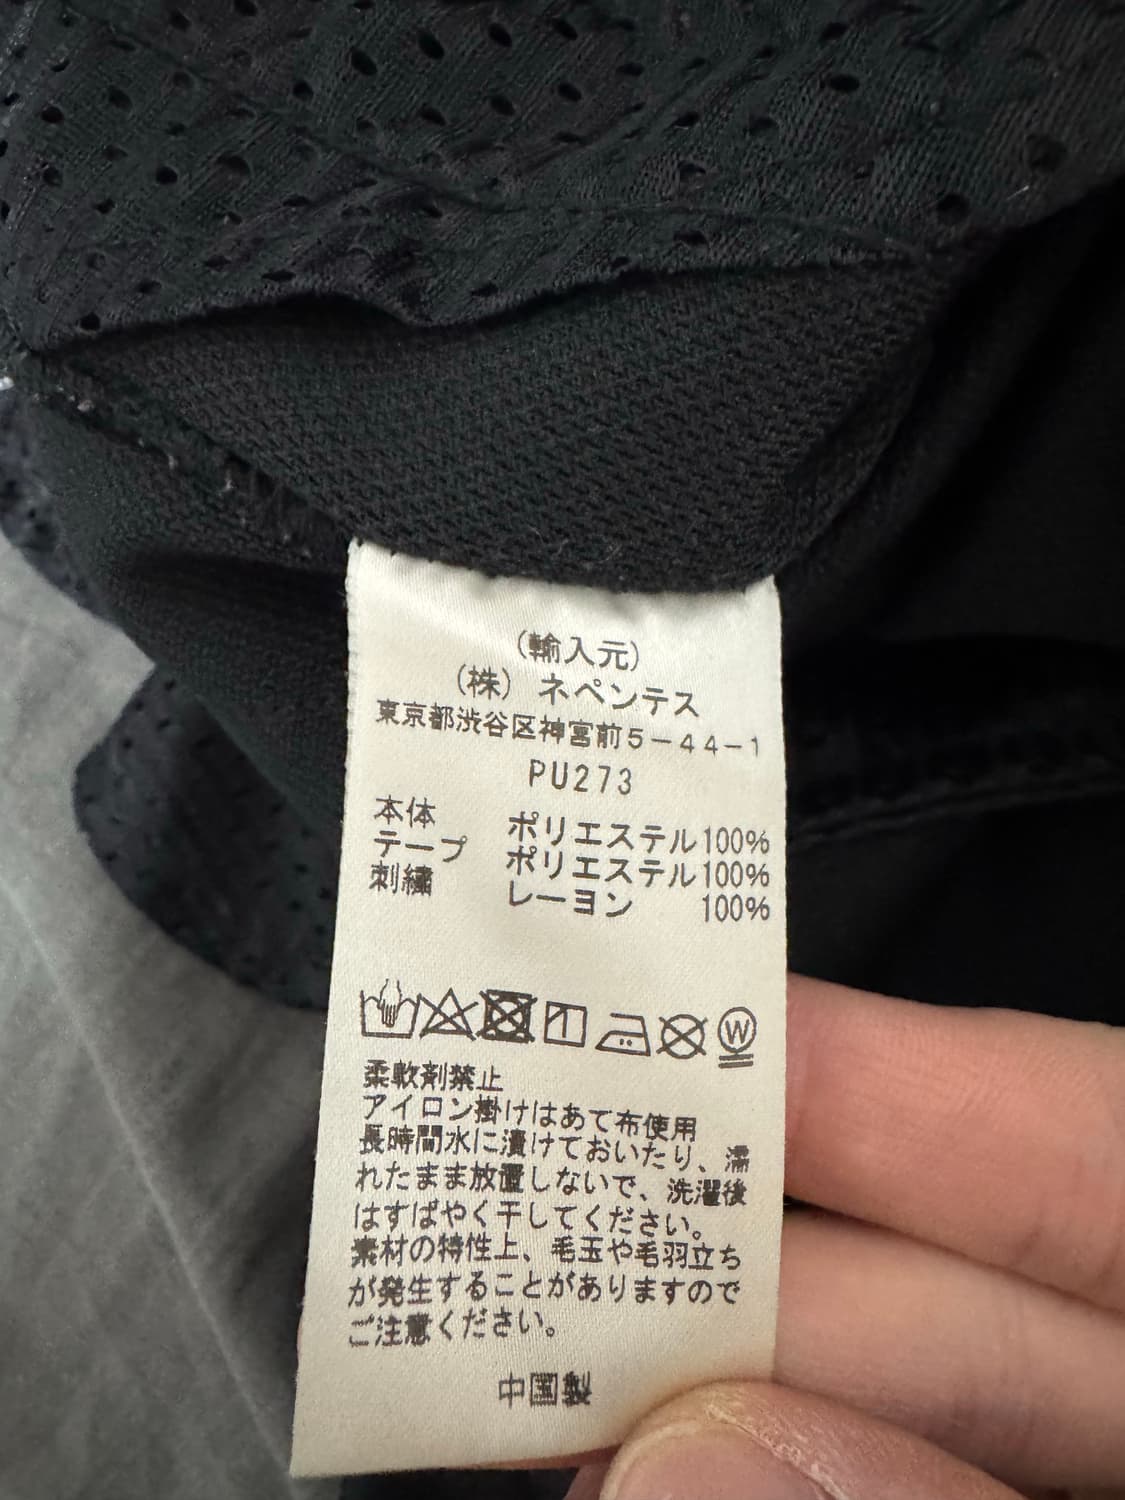 (輸入元)
(株) ネペンテス
東京都渋谷区神宮前5-44-1
PU273
本体 ポリエステル100%
テープ ポリエステル100%
刺繍 レーヨン 100%
W
柔軟剤禁止
アイロン掛けはあて布使用
長時間水に漬けておいたり、濡
れたまま放置しないで、洗濯後
はすばやく干してください。
素材の特性上、毛玉や毛羽立ち
が発生することがありますので
ご注意ください。
中国製